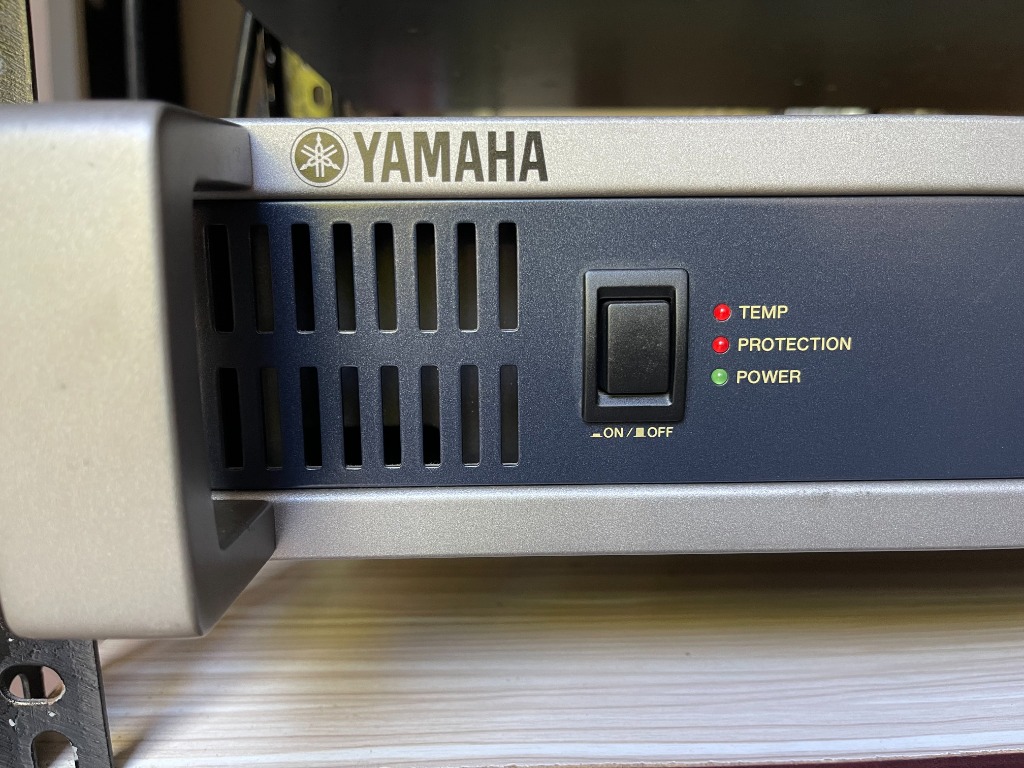 YAMAHA
TEMP
PROTECTION
POWER
ON / OFF